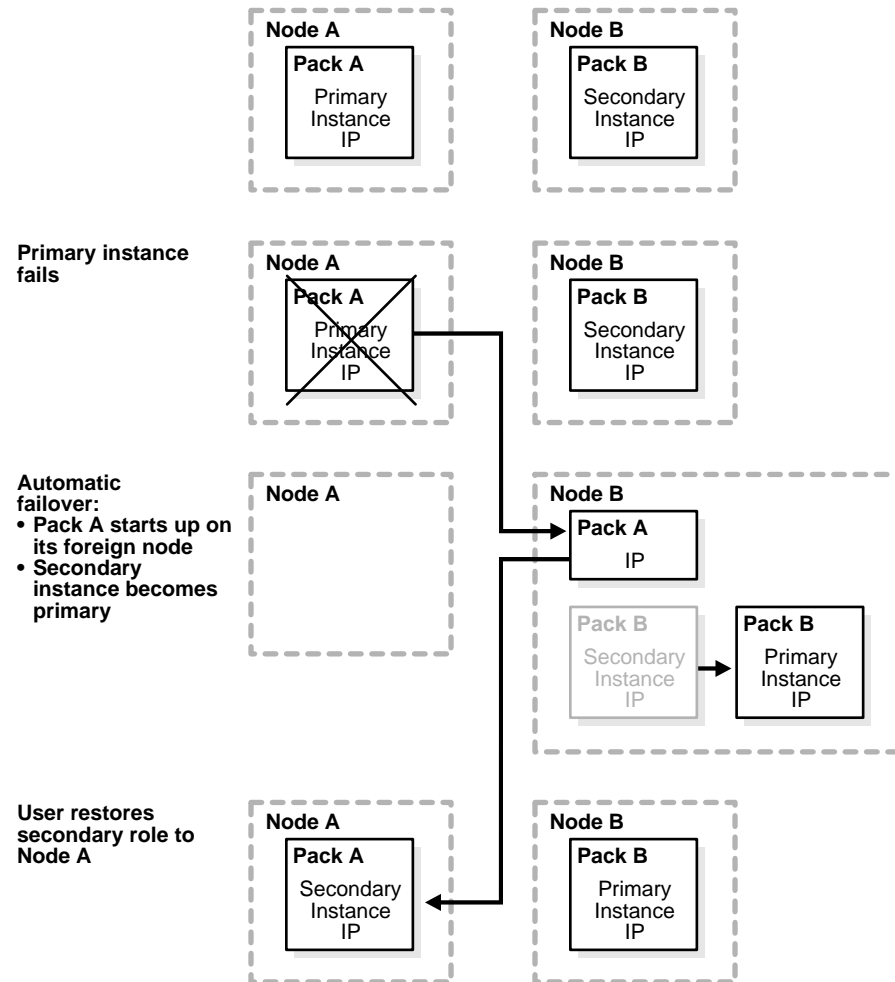 Node A
Pack A
Primary
Instance
IP
Node B
Pack B
Secondary
Instance
IP
Primary instance
fails
Node A
Pack A
Primary
Instance
IP
Node B
Pack B
Secondary
Instance
IP
Automatic
failover:
• Pack A starts up on
its foreign node
• Secondary
instance becomes
primary
Node A
Node B
Pack A
IP
Pack B
Secondary
Instance
IP
Pack B
Primary
Instance
IP
User restores
secondary role to
Node A
Node A
Pack A
Secondary
Instance
IP
Node B
Pack B
Primary
Instance
IP